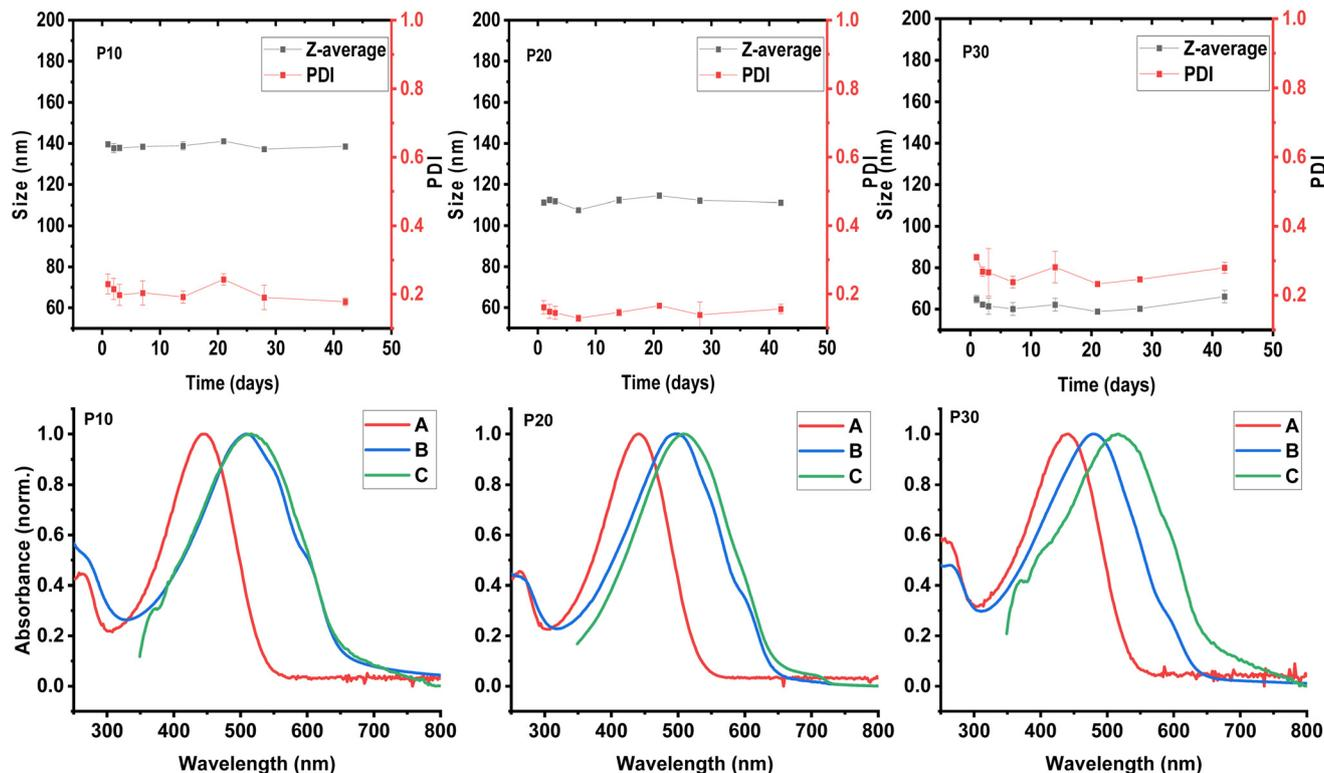 P10
Z-average
PDI
200
180
160
140
120
100
80
60
1.0
0.8
0.6
0.4
0.2
Size (nm)
PDI
0 10 20 30 40 50
Time (days)
P20
Z-average
PDI
200
180
160
140
120
100
80
60
1.0
0.8
0.6
0.4
0.2
Size (nm)
PDI
0 10 20 30 40 50
Time (days)
P30
Z-average
PDI
200
180
160
140
120
100
80
60
1.0
0.8
0.6
0.4
0.2
Size (nm)
PDI
0 10 20 30 40 50
Time (days)
P10
A
B
C
1.0
0.8
0.6
0.4
0.2
0.0
Absorbance (norm.)
300 400 500 600 700 800
Wavelength (nm)
P20
A
B
C
1.0
0.8
0.6
0.4
0.2
0.0
300 400 500 600 700 800
Wavelength (nm)
P30
A
B
C
1.0
0.8
0.6
0.4
0.2
0.0
300 400 500 600 700 800
Wavelength (nm)